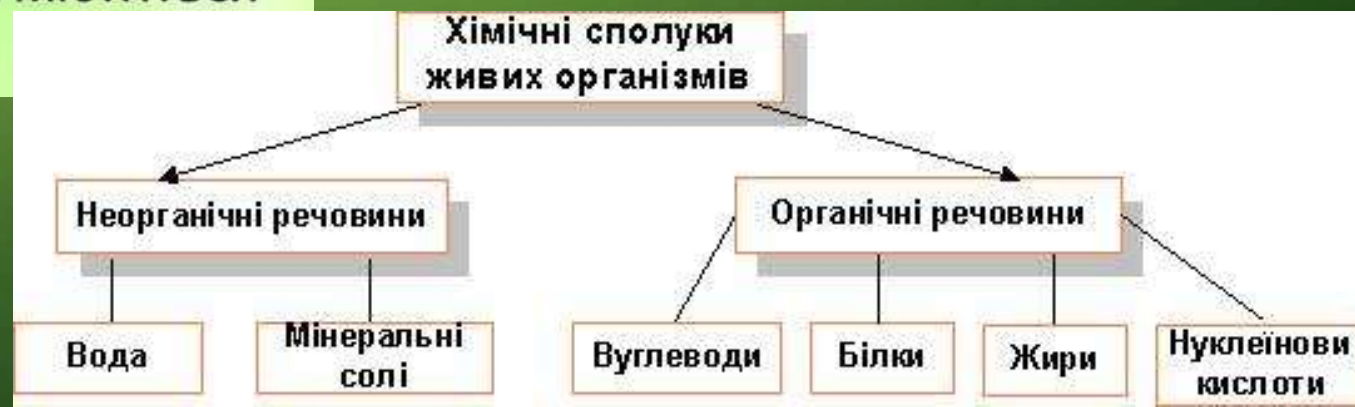 Хімічні сполуки
живих організмів
Неорганічні речовини
Органічні речовини
Вода
Мінеральні
солі
Вуглеводи
Білки
Жири
Нуклеїнови
кислоти